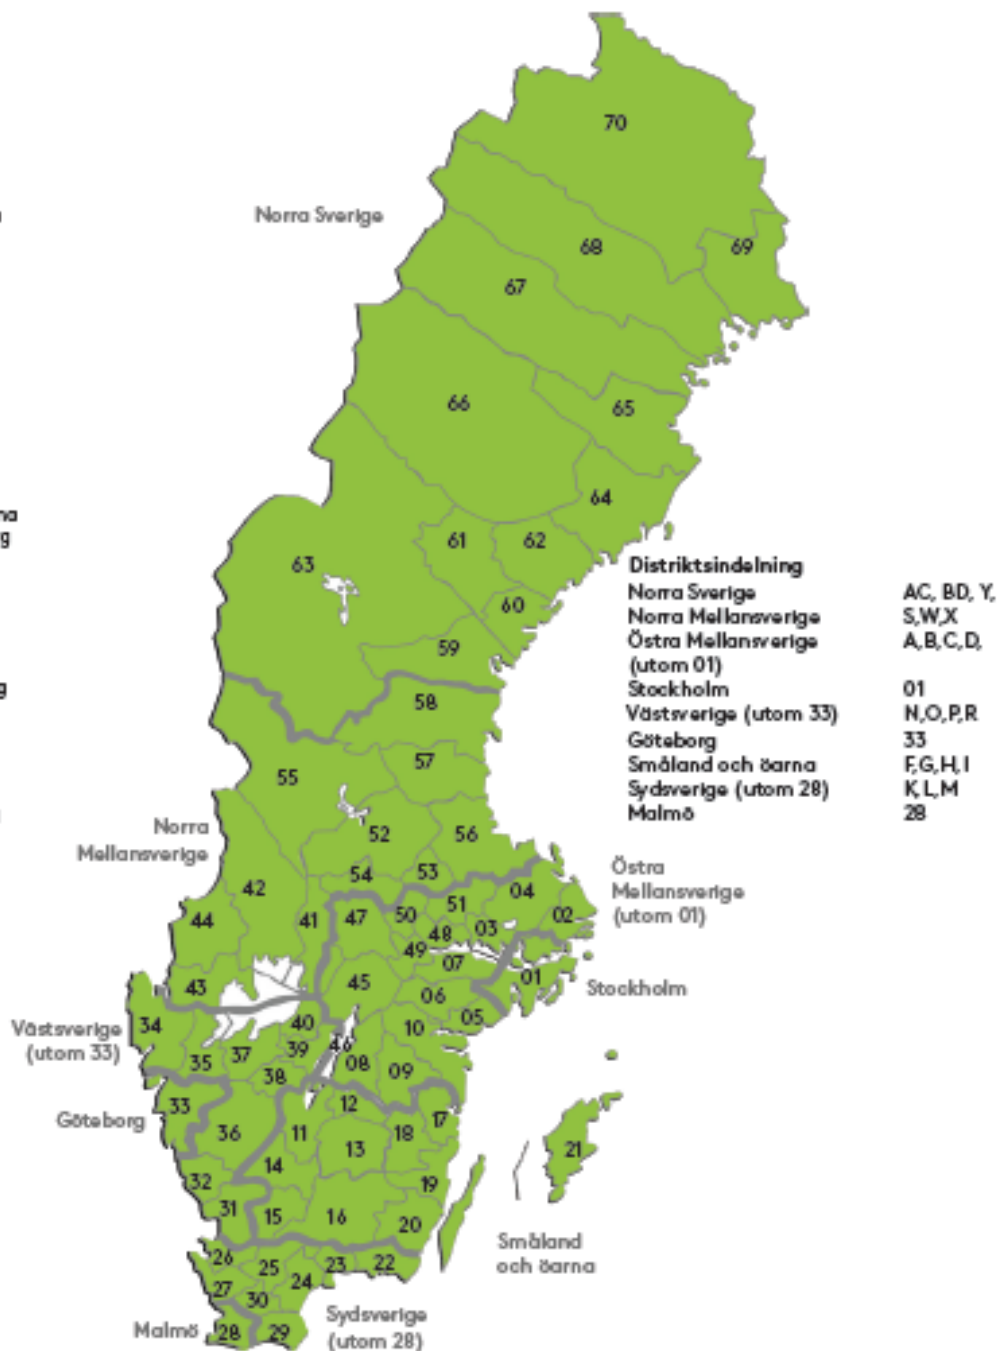 70
Norra Sverige
68
69
67
66
65
64
61
62
63
60
59
58
57
55
52
56
54
53
42
51
04
44
41
47
50
02
48
03
49
07
45
01
43
06
05
34
40
10
46
39
37
35
08
09
38
33
12
17
36
11
18
13
21
14
32
19
31
15
16
20
26
25
23
22
24
27
30
28
29
Norra
Mellansverige
Östra
Mellansverige
(utom 01)
Stockholm
Västsverige
(utom 33)
Göteborg
Småland
och öarna
Sydsverige
(utom 28)
Malmö
Distriktsindelning
Norra Sverige AC, BD, Y,
Norra Mellansverige S,W,X
Östra Mellansverige A,B,C,D,
(utom 01)
Stockholm 01
Västsverige (utom 33) N,O,P,R
Göteborg 33
Småland och öarna F,G,H,I
Sydsverige (utom 28) K,L,M
Malmö 28